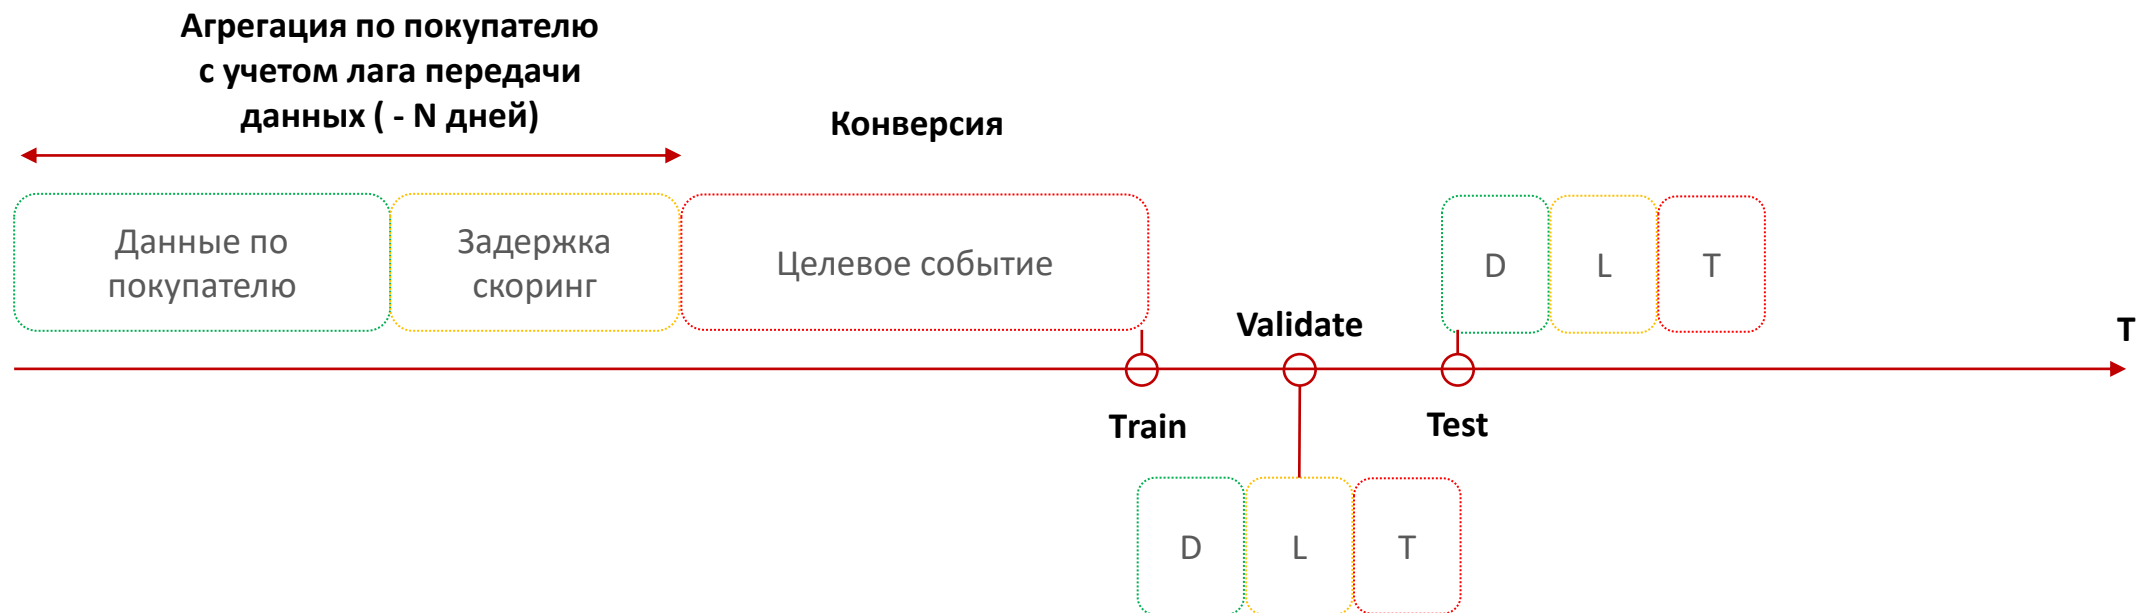 Агрегация по покупателю
с учетом лага передачи
данных ( - N дней)
Конверсия
Данные по
покупателю
Задержка
скоринг
Целевое событие
D
L
T
Validate
T
Train
Test
D
L
T